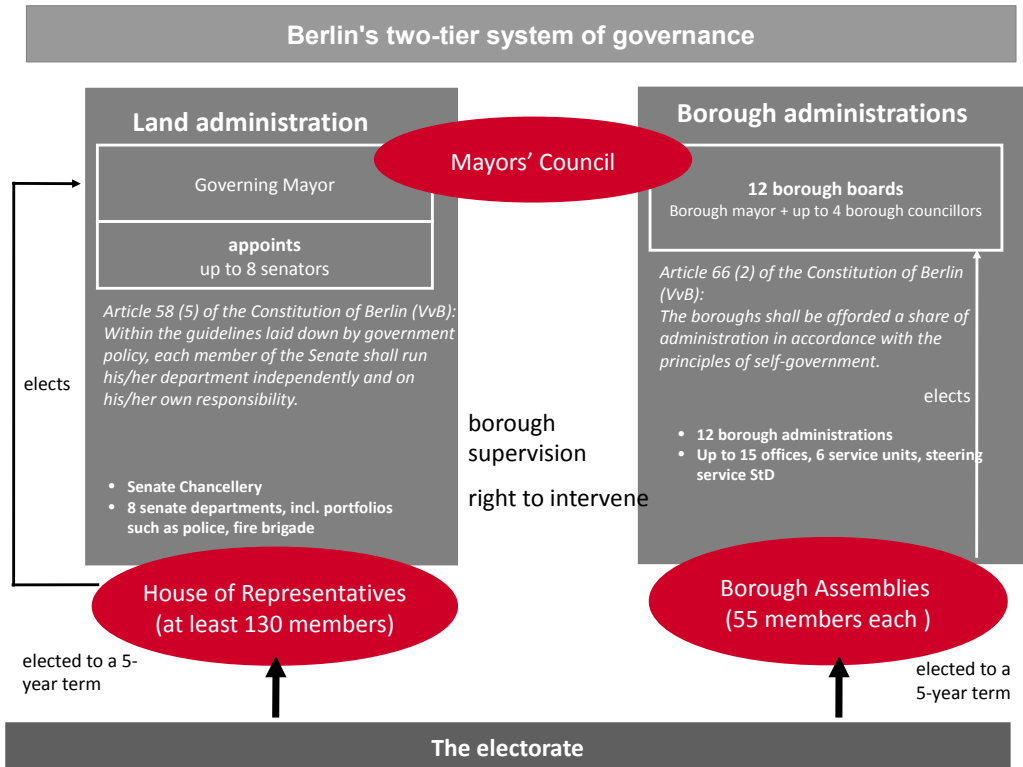 Berlin's two-tier system of governance
Land administration
Governing Mayor
appoints
up to 8 senators
Article 58 (5) of the Constitution of Berlin (VvB):
Within the guidelines laid down by government
policy, each member of the Senate shall run
his/her department independently and on
his/her own responsibility.
• Senate Chancellery
• 8 senate departments, incl. portfolios
such as police, fire brigade
elects
Mayors' Council
borough
supervision
right to intervene
Borough administrations
12 borough boards
Borough mayor + up to 4 borough councillors
Article 66 (2) of the Constitution of Berlin
(VvB):
The boroughs shall be afforded a share of
administration in accordance with the
principles of self-government.
elects
• 12 borough administrations
• Up to 15 offices, 6 service units, steering
service StD
House of Representatives
(at least 130 members)
Borough Assemblies
(55 members each )
elected to a 5-
year term
elected to a
5-year term
The electorate